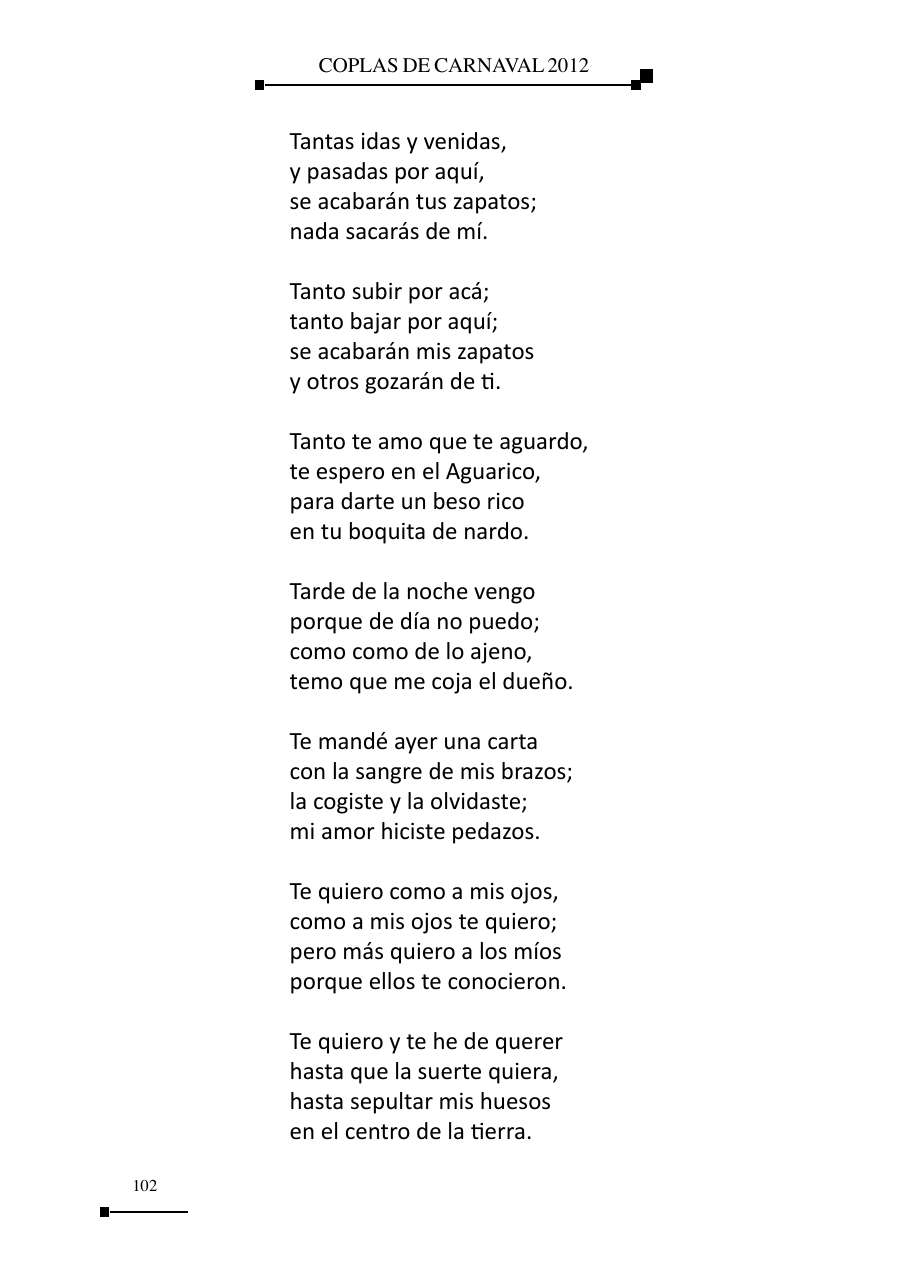 COPLAS DE CARNAVAL 2012
Tantas idas y venidas,
y pasadas por aquí,
se acabarán tus zapatos;
nada sacarás de mí.
Tanto subir por acá;
tanto bajar por aquí;
se acabarán mis zapatos
y otros gozarán de ti.
Tanto te amo que te aguardo,
te espero en el Aguarico,
para darte un beso rico
en tu boquita de nardo.
Tarde de la noche vengo
porque de día no puedo;
como como de lo ajeno,
temo que me coja el dueño.
Te mandé ayer una carta
con la sangre de mis brazos;
la cogiste y la olvidaste;
mi amor hiciste pedazos.
Te quiero como a mis ojos,
como a mis ojos te quiero;
pero más quiero a los míos
porque ellos te conocieron.
Te quiero y te he de querer
hasta que la suerte quiera,
hasta sepultar mis huesos
en el centro de la tierra.
102